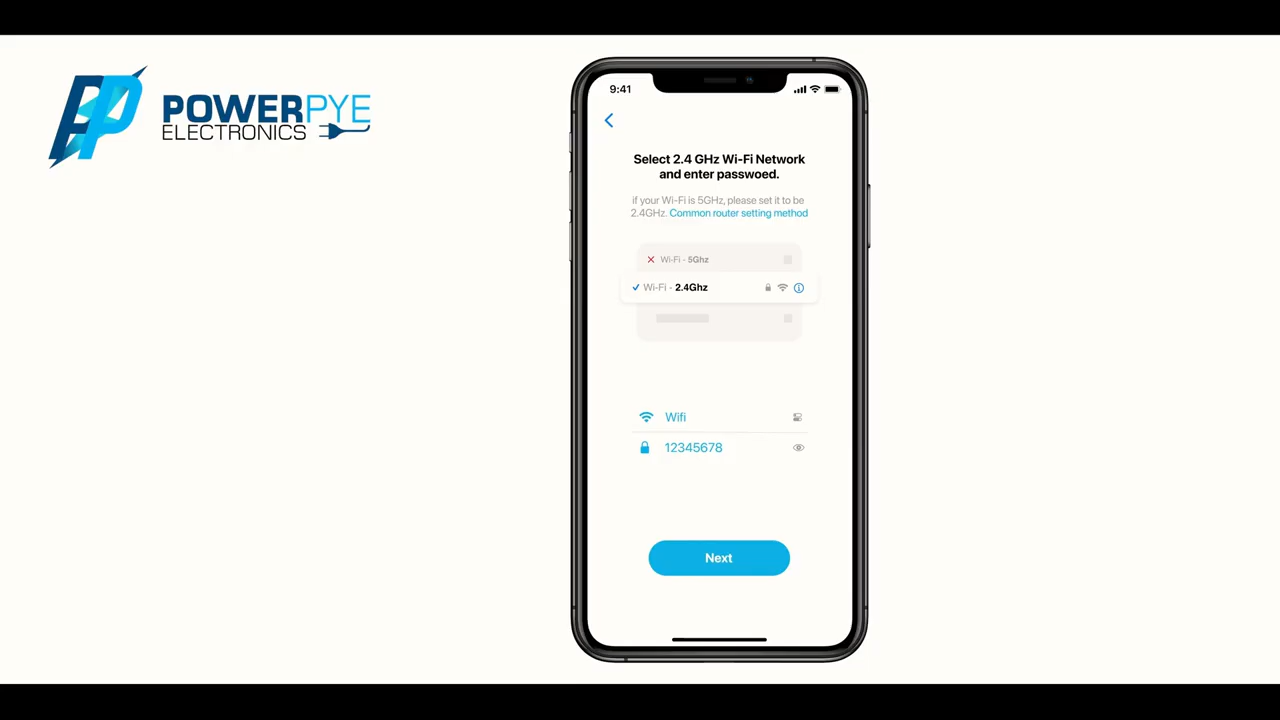 POWERPYE
ELECTRONICS
9:41
Select 2.4 GHz Wi-Fi Network
and enter passwoed.
if your Wi-Fi is 5GHz, please set it to be
2.4GHz. Common router setting method
Wi-Fi - 5Ghz
Wi-Fi - 2.4Ghz
Wifi
12345678
Next